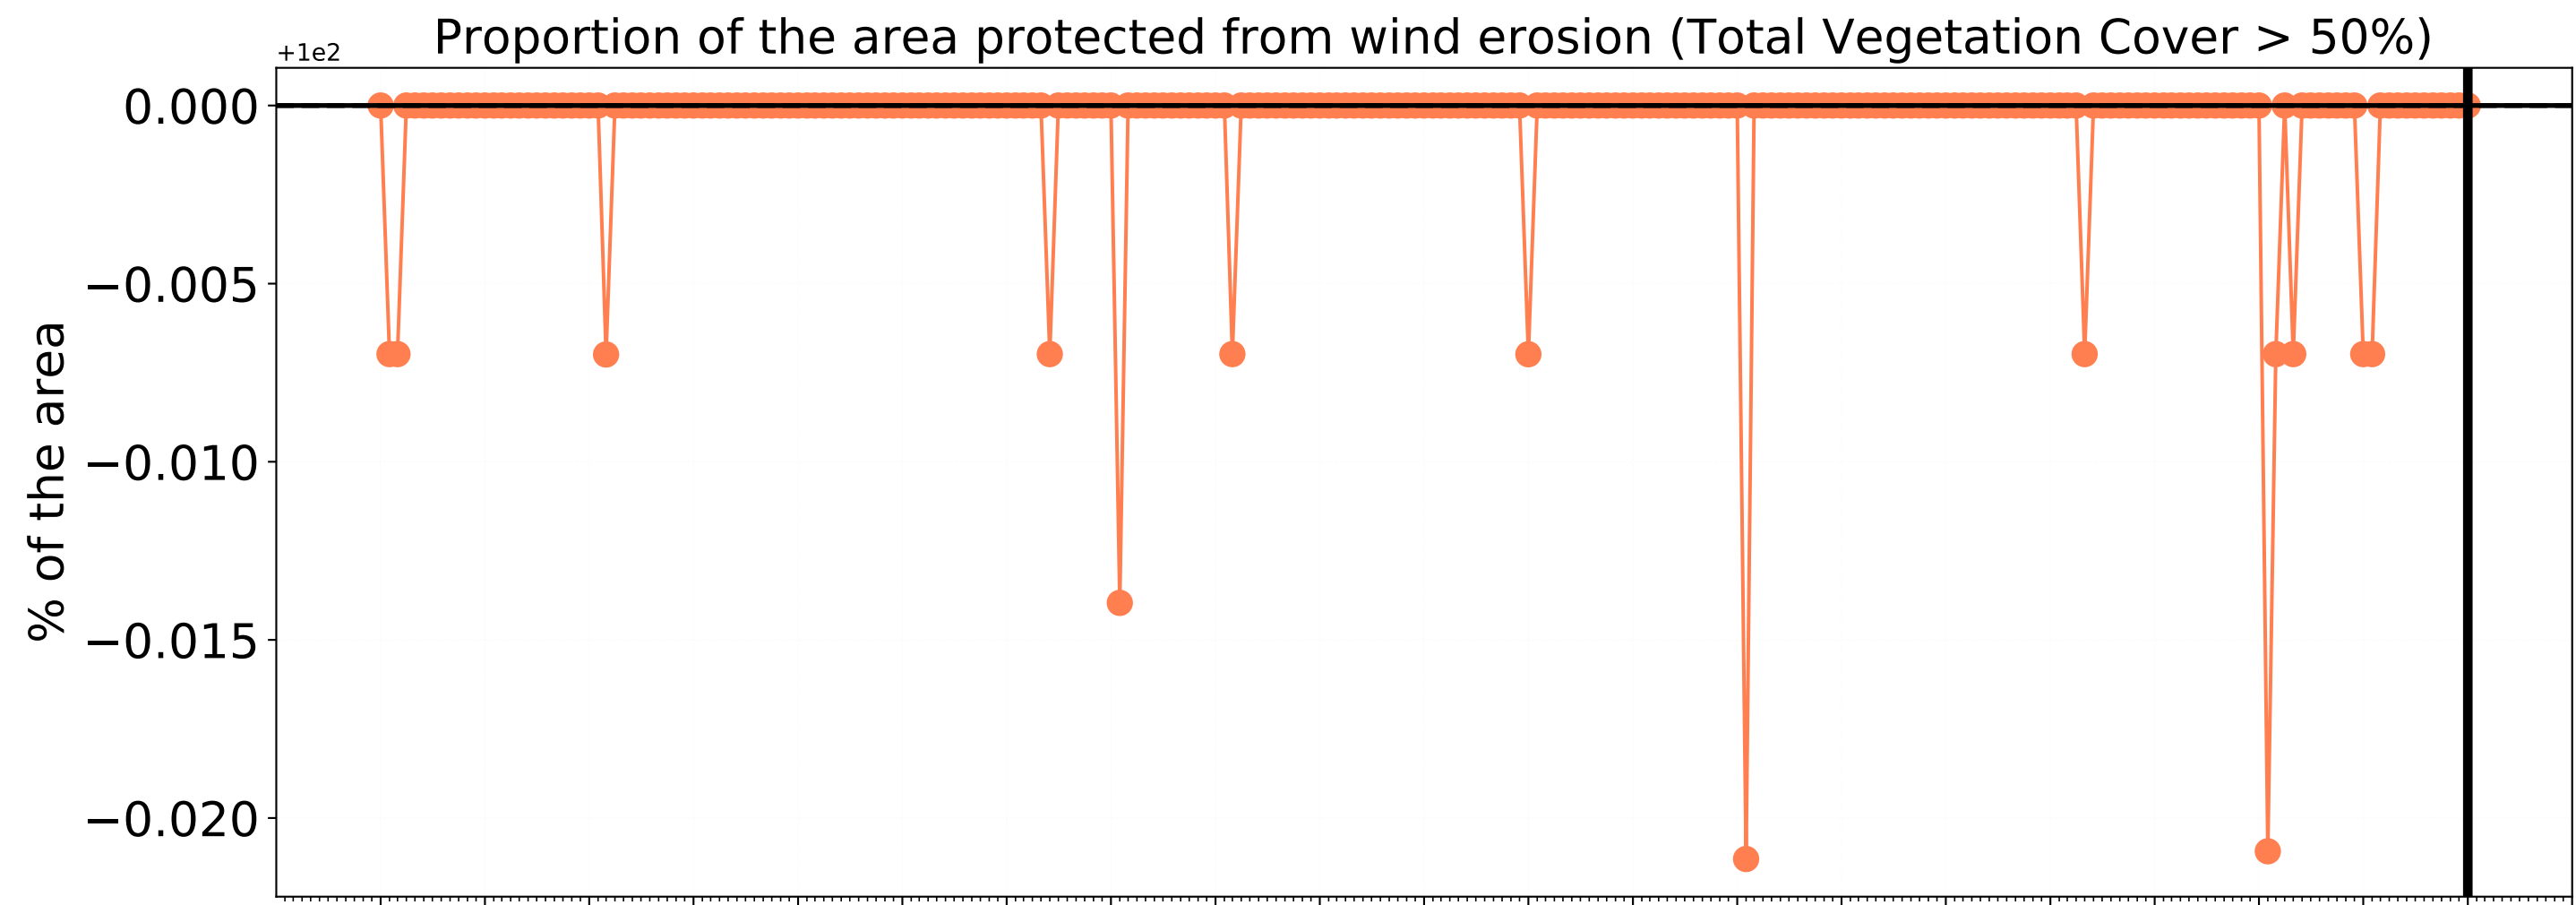 Proportion of the area protected from wind erosion (Total Vegetation Cover > 50%)
+1e2
0.000
−0.005
−0.010
−0.015
−0.020
% of the area